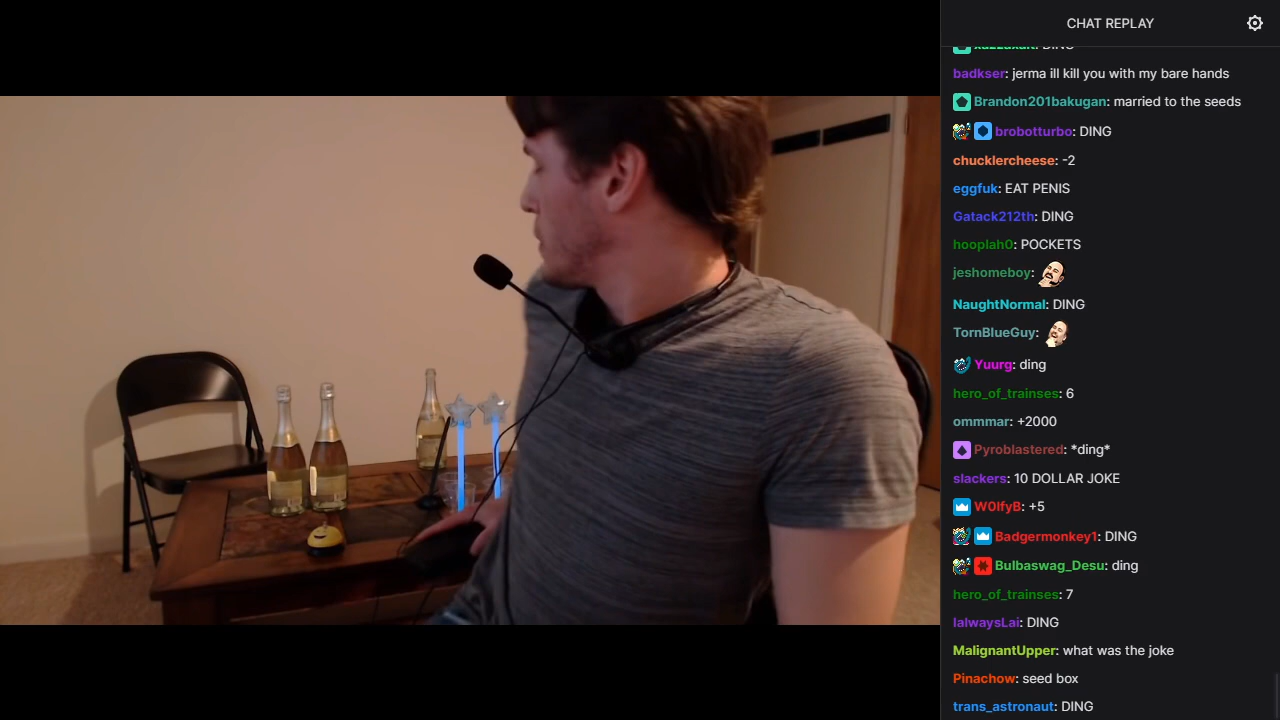 CHAT REPLAY
badkser: jerma ill kill you with my bare hands
Brandon201bakugan: married to the seeds
brobotturbo: DING
chucklercheese: -2
eggfuk: EAT PENIS
Gatack212th: DING
hooplah0: POCKETS
jeshomeboy:
NaughtNormal: DING
TornBlueGuy:
Yuurg: ding
hero_of_trainses: 6
ommmar: +2000
Pyroblastered: *ding*
slackers: 10 DOLLAR JOKE
W0lfyB: +5
Badgermonkey1: DING
Bulbaswag_Desu: ding
hero_of_trainses: 7
lalwaysLai: DING
MalignantUpper: what was the joke
Pinachow: seed box
trans_astronaut: DING